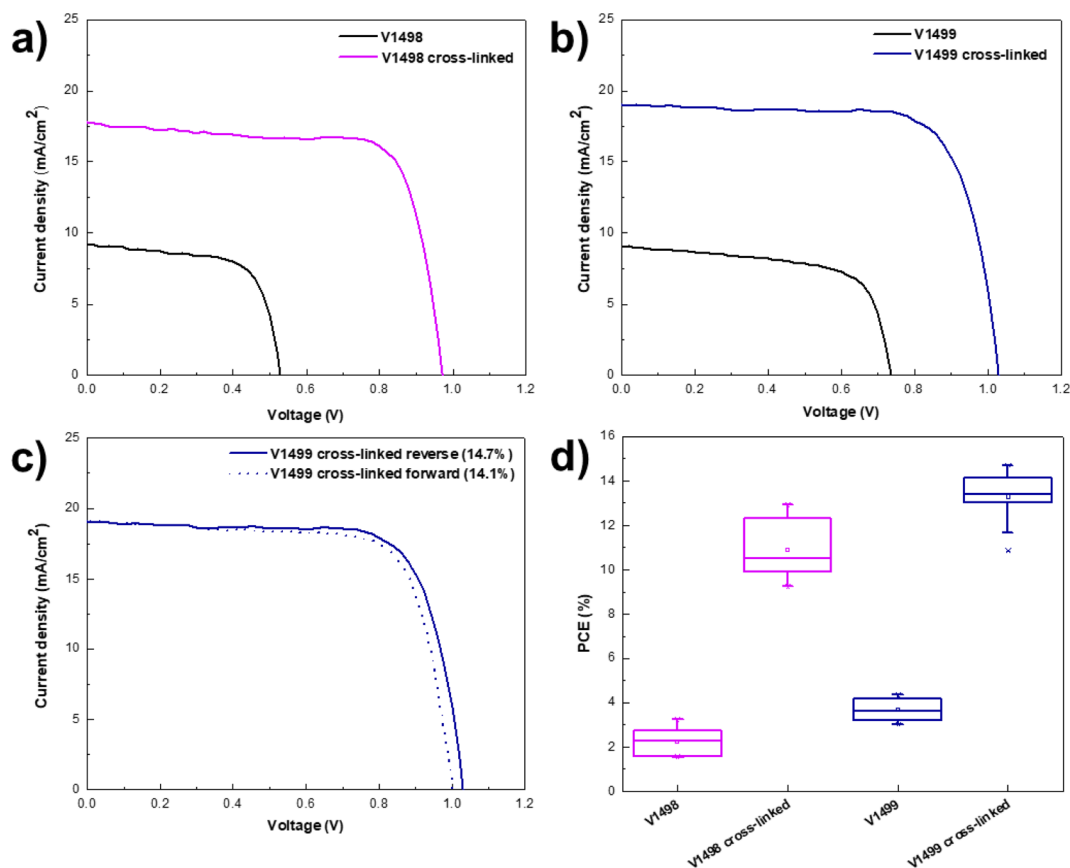 a)
25
20
15
10
5
0
0.0 0.2 0.4 0.6 0.8 1.0 1.2
Current density (mA/cm²)
Voltage (V)
V1498
V1498 cross-linked
b)
25
20
15
10
5
0
0.0 0.2 0.4 0.6 0.8 1.0 1.2
Current density (mA/cm²)
Voltage (V)
V1499
V1499 cross-linked
c)
25
20
15
10
5
0
0.0 0.2 0.4 0.6 0.8 1.0 1.2
Current density (mA/cm²)
Voltage (V)
V1499 cross-linked reverse (14.7%)
V1499 cross-linked forward (14.1%)
d)
16
14
12
10
8
6
4
2
0
PCE (%)
V1498
V1498 cross-linked
V1499
V1499 cross-linked